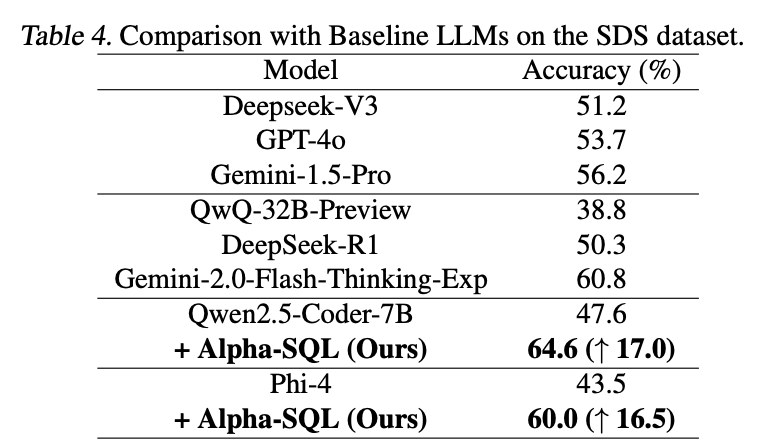 Table 4. Comparison with Baseline LLMs on the SDS dataset.
Model Accuracy (%)
Deepseek-V3 51.2
GPT-4o 53.7
Gemini-1.5-Pro 56.2
QwQ-32B-Preview 38.8
DeepSeek-R1 50.3
Gemini-2.0-Flash-Thinking-Exp 60.8
Qwen2.5-Coder-7B 47.6
+ Alpha-SQL (Ours) 64.6 (↑ 17.0)
Phi-4 43.5
+ Alpha-SQL (Ours) 60.0 (↑ 16.5)